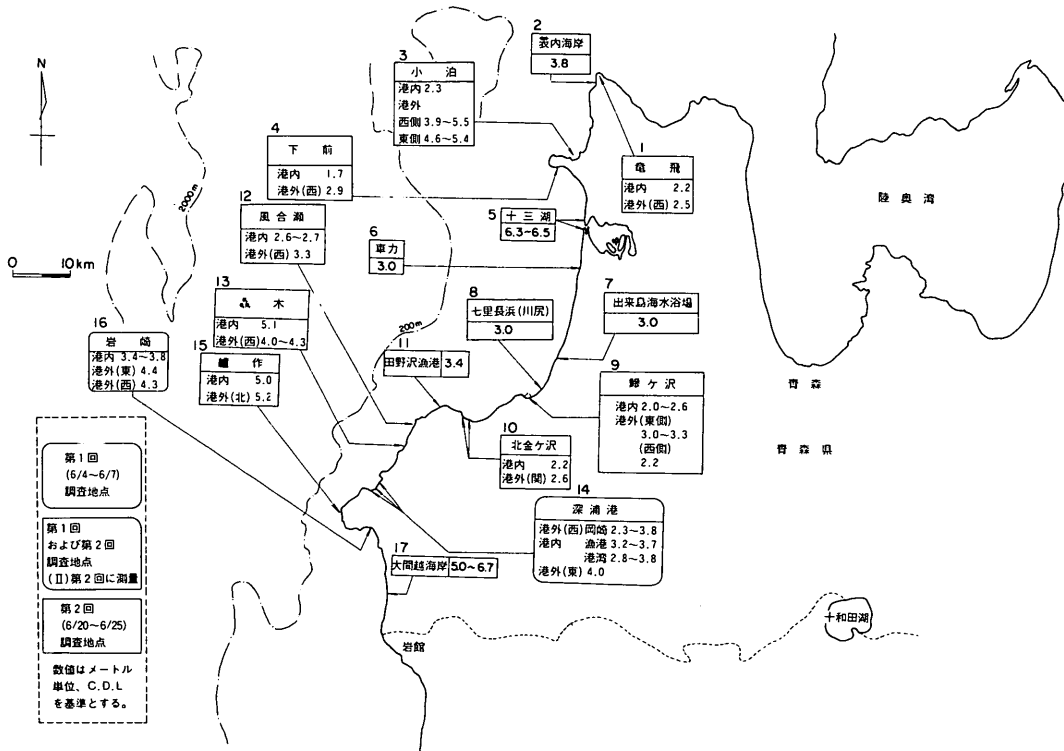 N
0 10km
2000m
200m
1
竜飛
港内 2.2
港外(西) 2.5
2
3.8
3
小泊
港内 2.3
港外
西側 3.9~5.5
東側 4.6~5.4
4
下前
港内 1.7
港外(西) 2.9
5
十三湖
6.3~6.5
6
車力
3.0
7
出来島海水浴場
3.0
8
七里長浜(川尻)
3.0
9
鰺ケ沢
港内 2.0~2.6
港外(東側)
3.0~3.3
(西側)
2.2
10
北金ケ沢
港内 2.2
港外(関) 2.6
11
田野沢漁港 3.4
12
風合瀬
港内 2.6~2.7
港外(西) 3.3
13
木
港内 5.1
港外(西) 4.0~4.3
14
深浦港
港外(西)岡崎 2.3~3.8
港内 漁港 3.2~3.7
港湾 2.8~3.8
港外(東) 4.0
15
艫作
港内 5.0
港外(北) 5.2
16
岩崎
港内 3.4~3.8
港外(東) 4.4
港外(西) 4.3
17
大間越海岸 5.0~6.7
陸奥湾
青森
青森県
十和田湖
岩館
第1回
(6/4~6/7)
調査地点
第1回
および第2回
調査地点
(II)第2回に測量
第2回
(6/20~6/25)
調査地点
数値はメートル
単位、C.D.L
を基準とする。